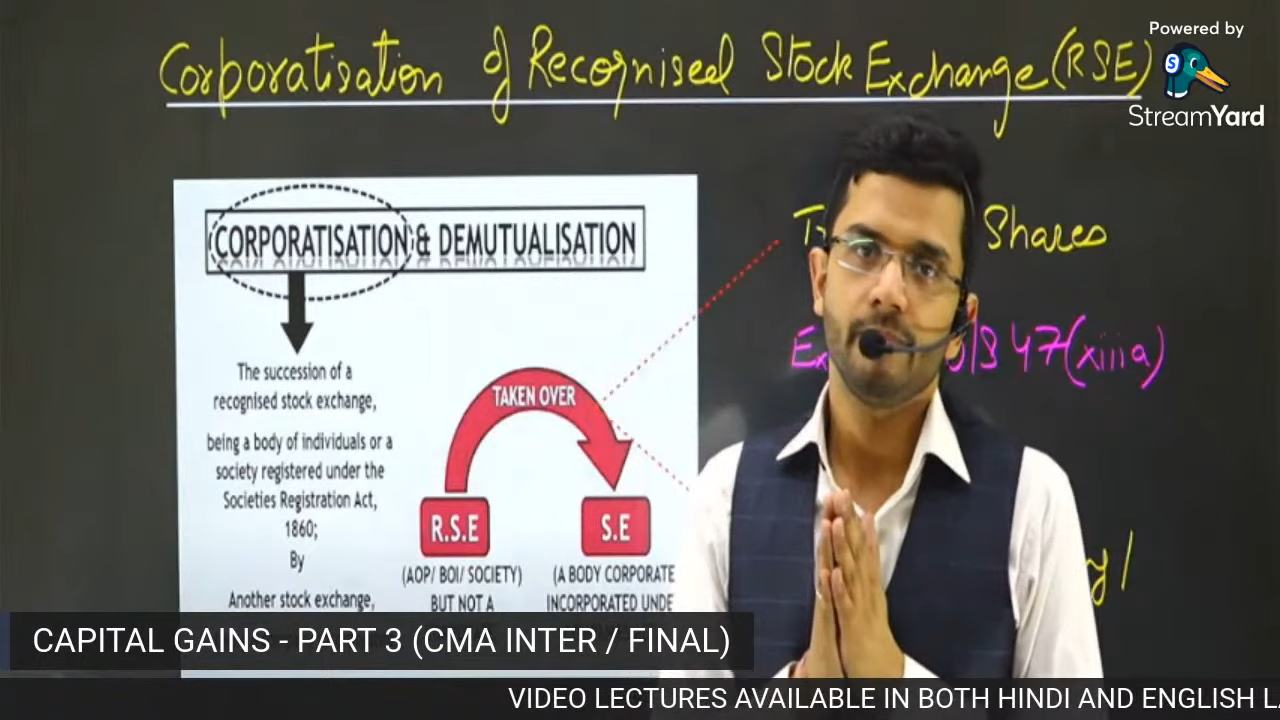 Corporatisation of Recognised Stock Exchange (RSE)
Powered by
StreamYard
CORPORATISATION & DEMUTUALISATION
The succession of a
recognised stock exchange,
being a body of individuals or a
society registered under the
Societies Registration Act,
1860;
By
Another stock exchange,
TAKEN OVER
R.S.E
S.E
(AOP/ BOI/ SOCIETY)
BUT NOT A
(A BODY CORPORATE
INCORPORATED UNDE
Shares
47(xiiia)
CAPITAL GAINS - PART 3 (CMA INTER / FINAL)
VIDEO LECTURES AVAILABLE IN BOTH HINDI AND ENGLISH L